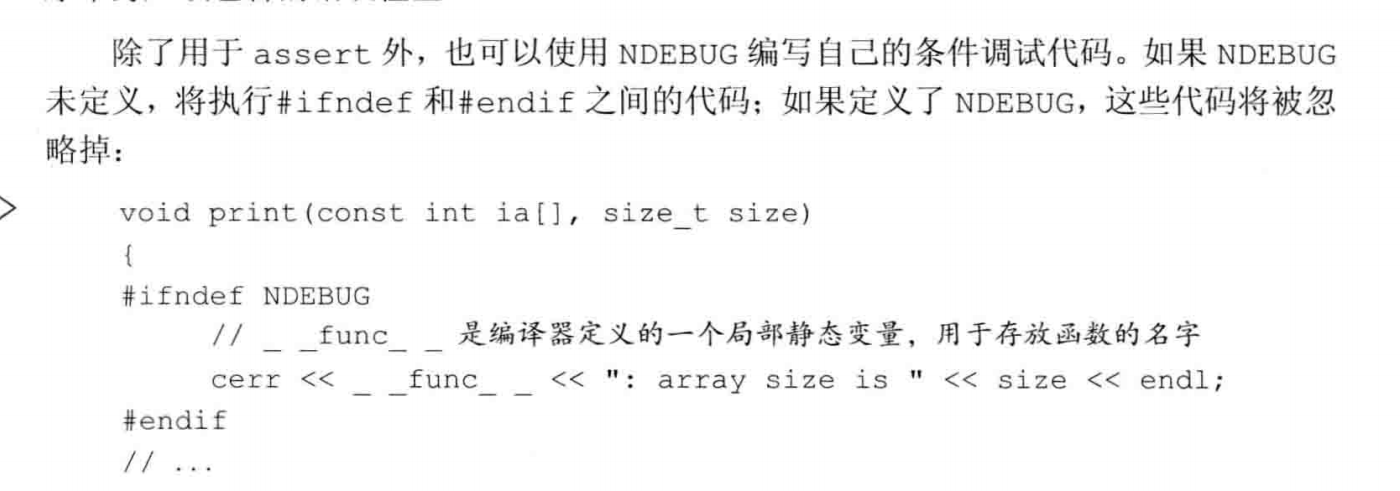 除了用于 assert 外，也可以使用 NDEBUG 编写自己的条件调试代码。如果 NDEBUG
未定义，将执行#ifndef 和#endif 之间的代码；如果定义了 NDEBUG，这些代码将被忽
略掉：
void print(const int ia[], size_t size)
{
#ifndef NDEBUG
// _ _func_ _ 是编译器定义的一个局部静态变量，用于存放函数的名字
cerr << _ _func_ _ << ": array size is " << size << endl;
#endif
// ...